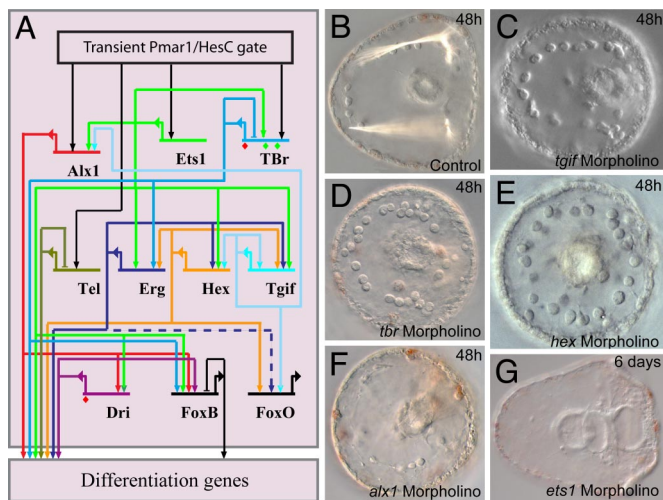 A
Transient Pmar1/HesC gate
Alx1
Ets1
TBr
Tel
Erg
Hex
Tgif
Dri
FoxB
FoxO
Differentiation genes
B
48h
Control
C
48h
tgif Morpholino
D
48h
tbr Morpholino
E
48h
hex Morpholino
F
48h
alx1 Morpholino
G
6 days
ets1 Morpholino